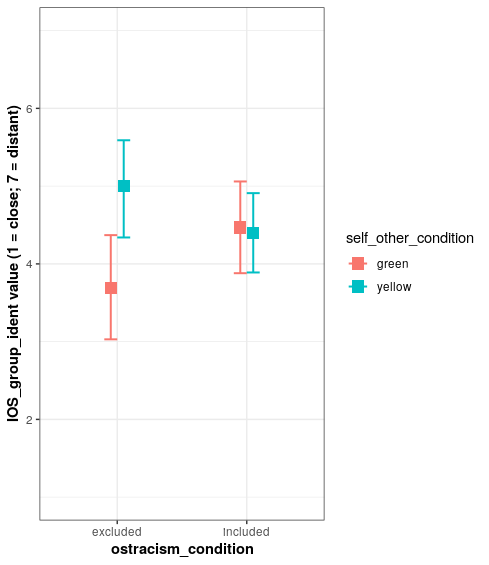 IOS_group_ident value (1 = close; 7 = distant)
6
4
2
excluded
included
ostracism_condition
self_other_condition
green
yellow